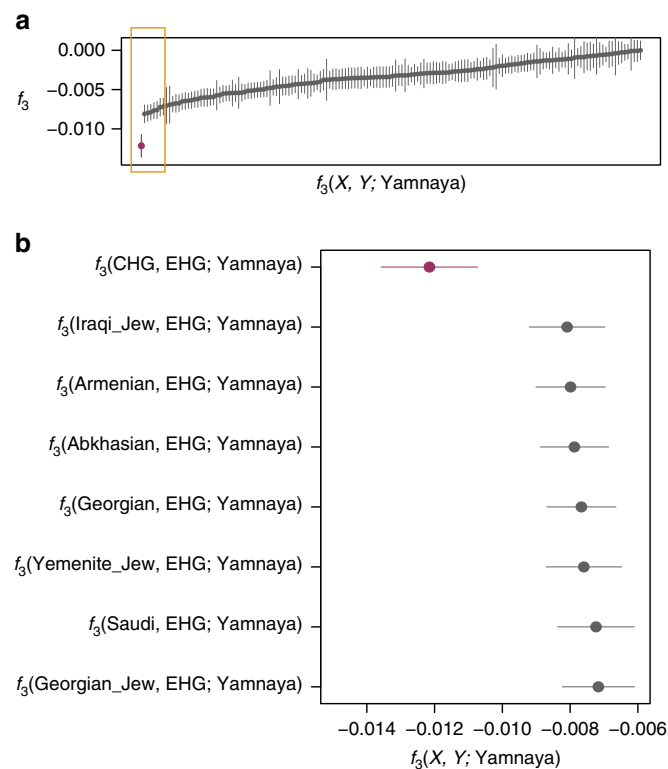 a
0.000
−0.005
−0.010
f3
f3(X, Y; Yamnaya)
b
f3(CHG, EHG; Yamnaya)
f3(Iraqi_Jew, EHG; Yamnaya)
f3(Armenian, EHG; Yamnaya)
f3(Abkhasian, EHG; Yamnaya)
f3(Georgian, EHG; Yamnaya)
f3(Yemenite_Jew, EHG; Yamnaya)
f3(Saudi, EHG; Yamnaya)
f3(Georgian_Jew, EHG; Yamnaya)
−0.014 −0.012 −0.010 −0.008 −0.006
f3(X, Y; Yamnaya)